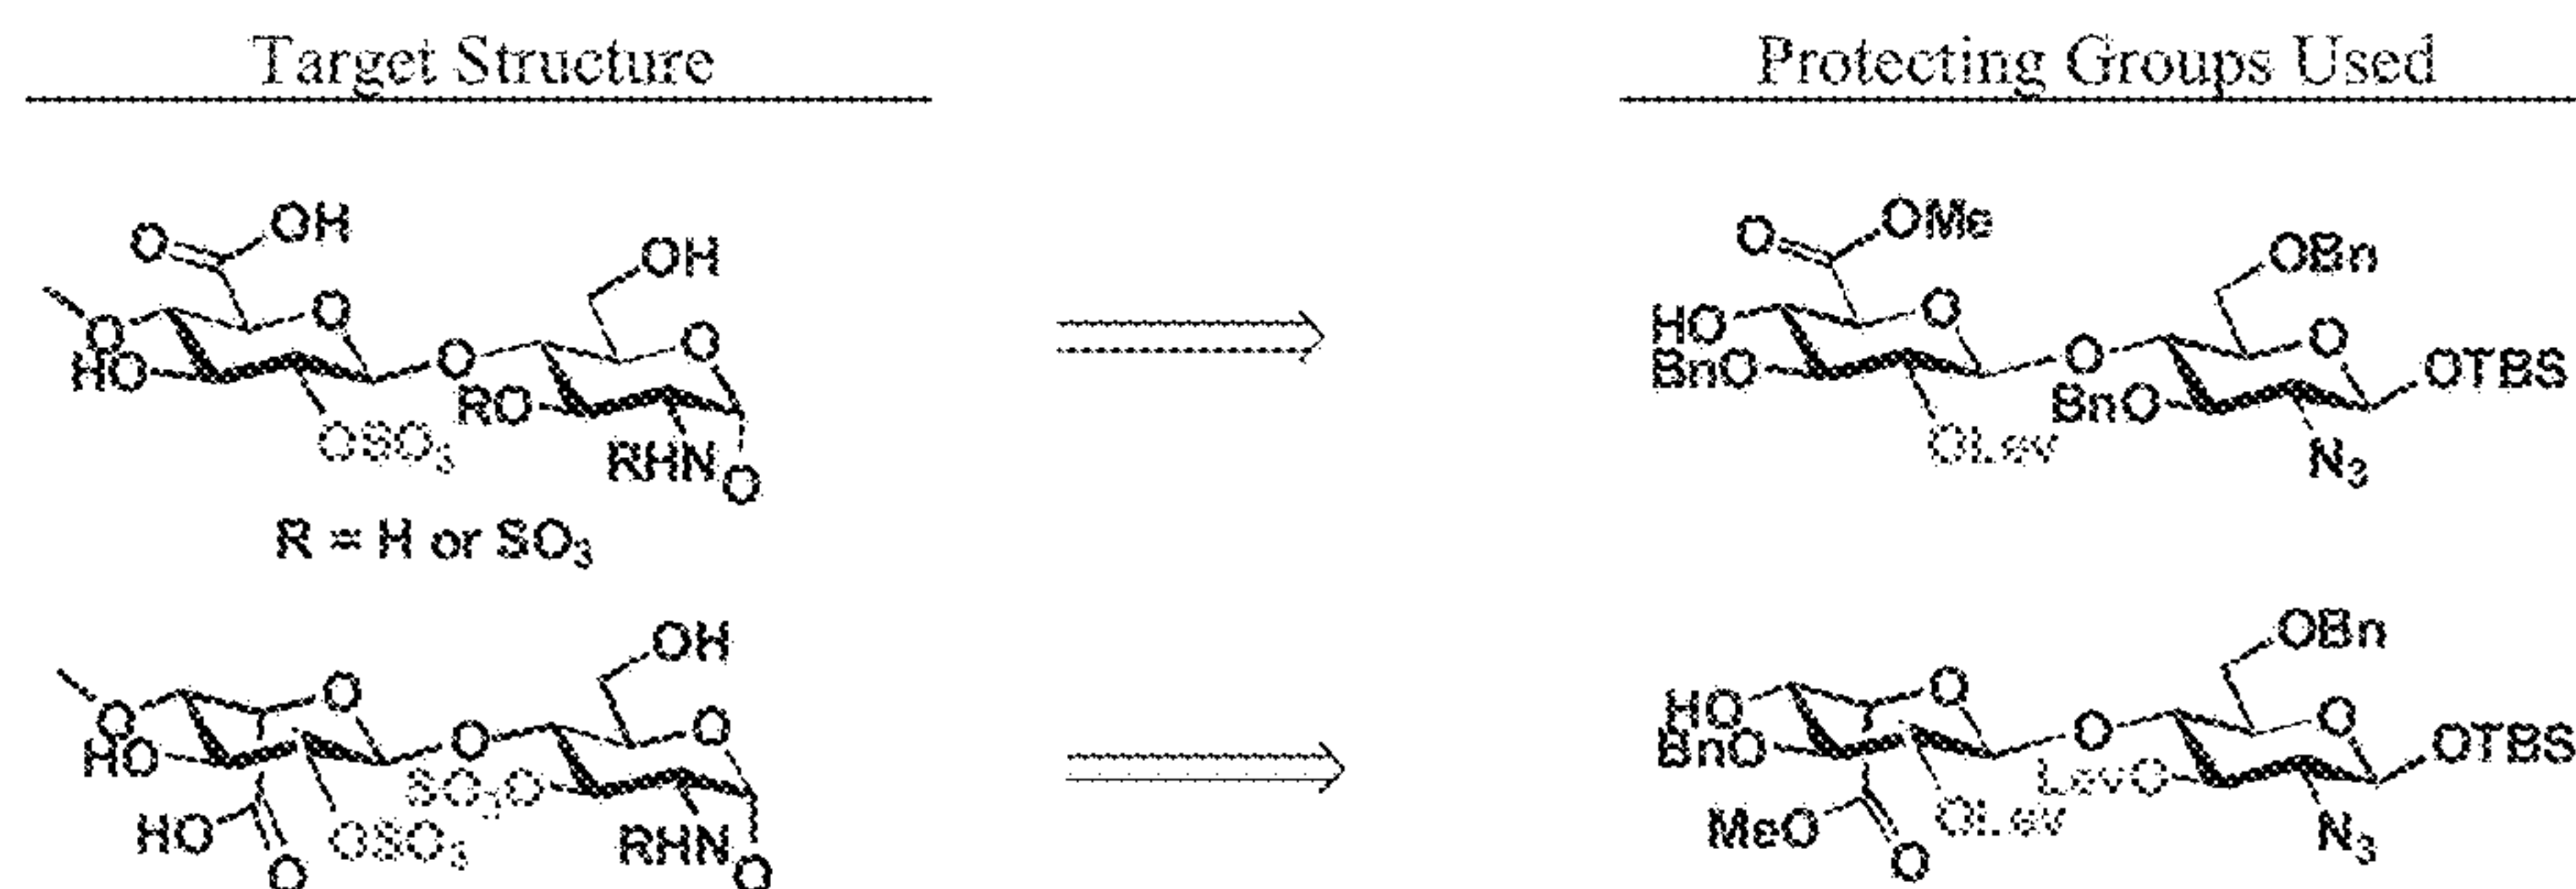 Target Structure
Protecting Groups Used
O OH
OH
O
O
O
O
HO
RO
OSO3
RHN
O
R = H or SO3
O OMe
OBn
HO
O
O
O
OTBS
BnO
BnO
OLev
N3
OH
O
O
O
O
HO
SO3O
HO
OSO3
RHN
O
O
OBn
HO
O
O
O
OTBS
BnO
LevO
MeO
OLev
N3
O